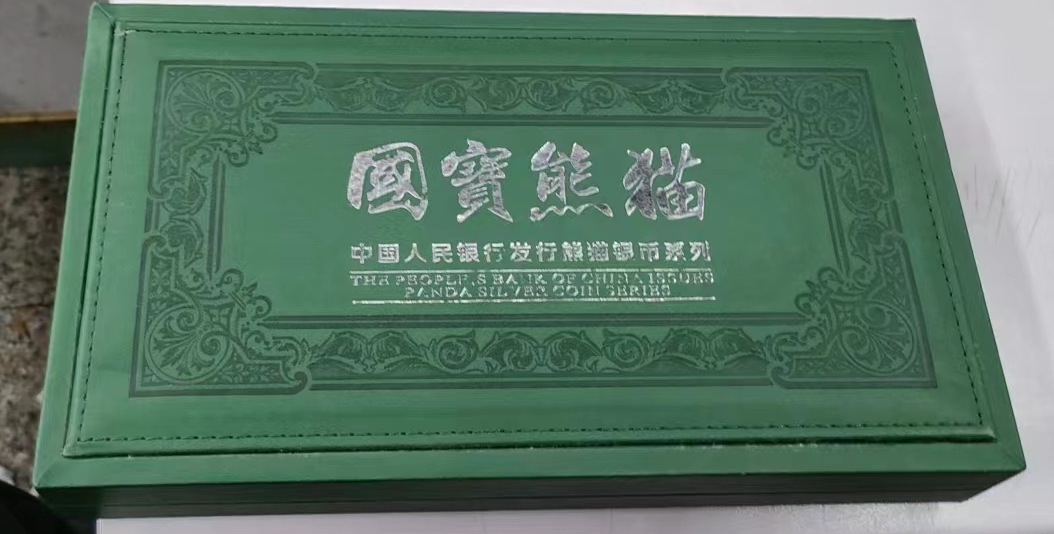 國寶熊猫
中国人民银行发行熊猫银币系列
THE PEOPLE,S BANK OF CHINA ISSUES
PANDA SILVER COIN SERIES